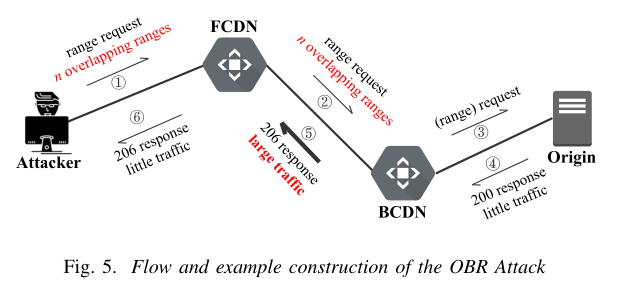 FCDN
range request
n overlapping ranges
①
⑥
206 response
little traffic
Attacker
range request
n overlapping ranges
②
⑤
206 response
large traffic
BCDN
(range) request
③
④
200 response
little traffic
Origin
Fig. 5. Flow and example construction of the OBR Attack